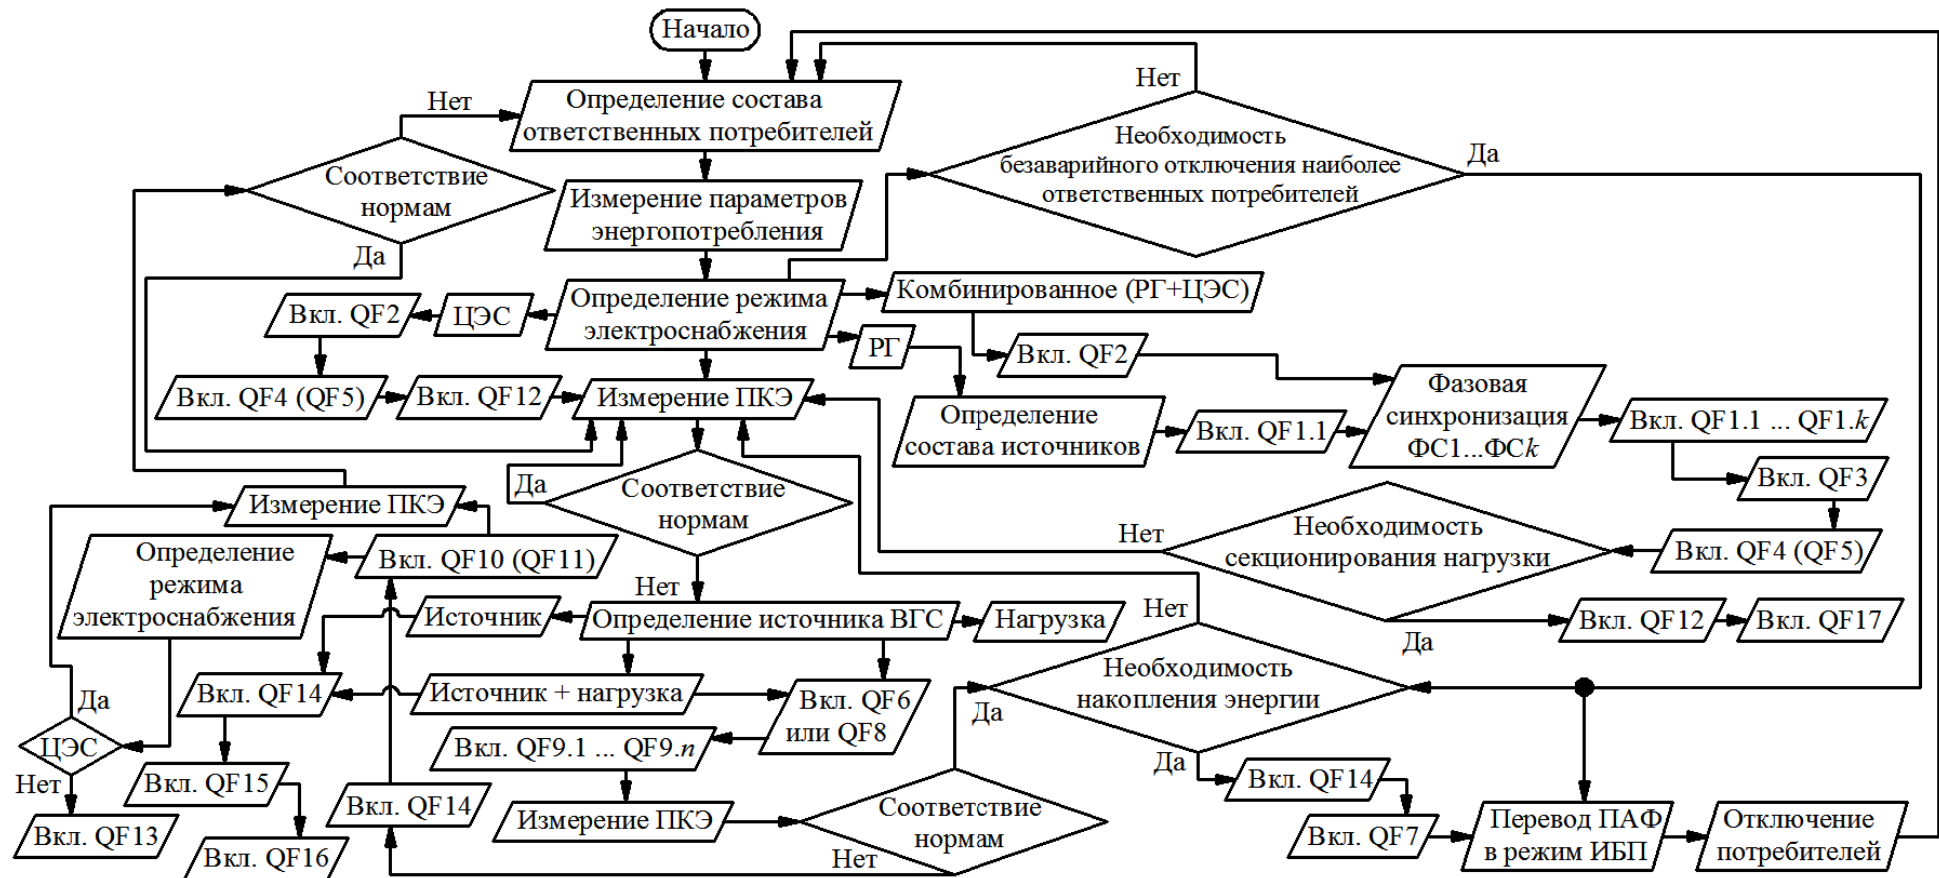 Начало
Нет
Нет
Определение состава
ответственных потребителей
Необходимость
безаварийного отключения наиболее
ответственных потребителей
Да
Соответствие
нормам
Да
Измерение параметров
энергопотребления
Определение режима
электроснабжения
Комбинированное (РГ+ЦЭС)
ЦЭС
Вкл. QF2
РГ
Вкл. QF2
Вкл. QF4 (QF5)
Вкл. QF12
Измерение ПКЭ
Определение
состава источников
Вкл. QF1.1
Фазовая
синхронизация
ФС1...ФСk
Вкл. QF1.1 ... QF1.k
Вкл. QF3
Да
Соответствие
нормам
Нет
Необходимость
секционирования нагрузки
Нет
Вкл. QF4 (QF5)
Да
Вкл. QF12
Вкл. QF17
Измерение ПКЭ
Определение
режима
электроснабжения
Вкл. QF10 (QF11)
Источник
Определение источника ВГС
Нагрузка
Нет
Необходимость
накопления энергии
Да
Да
Вкл. QF14
Источник + нагрузка
Вкл. QF6
или QF8
Да
ЦЭС
Нет
Вкл. QF9.1 ... QF9.n
Вкл. QF15
Вкл. QF14
Вкл. QF14
Вкл. QF13
Вкл. QF16
Измерение ПКЭ
Соответствие
нормам
Нет
Вкл. QF7
Перевод ПАФ
в режим ИБП
Отключение
потребителей